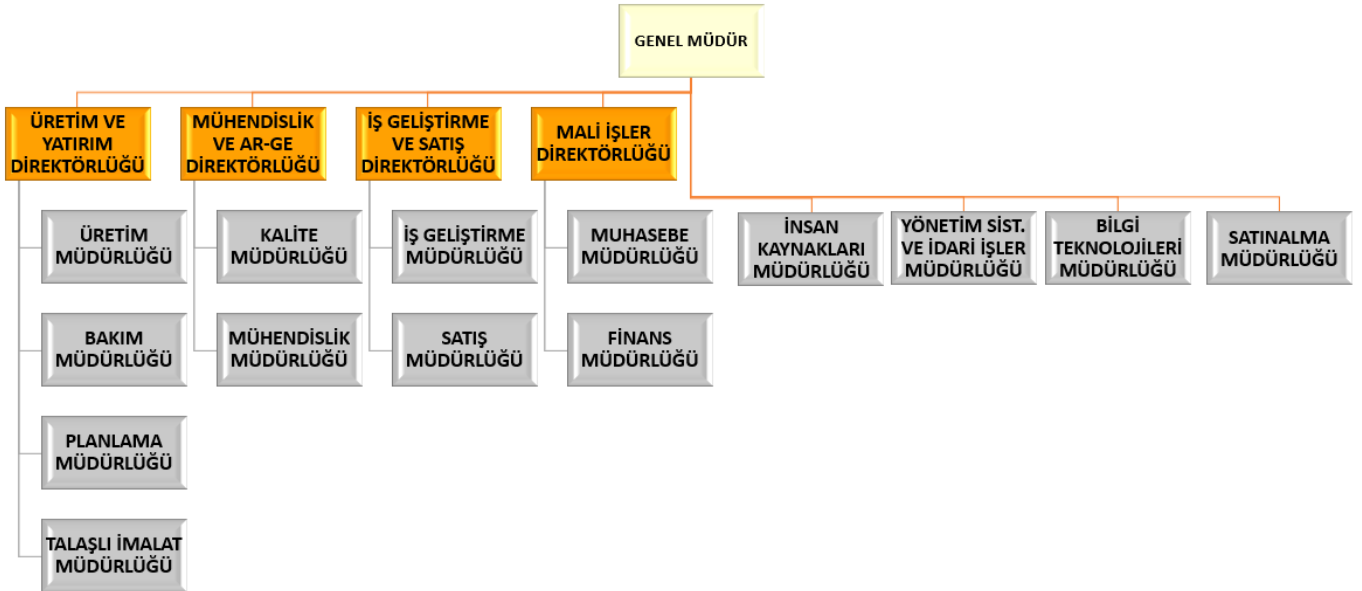 GENEL MÜDÜR
ÜRETİM VE
YATIRIM
DİREKTÖRLÜĞÜ
MÜHENDİSLİK
VE AR-GE
DİREKTÖRLÜĞÜ
İŞ GELİŞTİRME
VE SATIŞ
DİREKTÖRLÜĞÜ
MALİ İŞLER
DİREKTÖRLÜĞÜ
ÜRETİM
MÜDÜRLÜĞÜ
BAKIM
MÜDÜRLÜĞÜ
PLANLAMA
MÜDÜRLÜĞÜ
TALAŞLI İMALAT
MÜDÜRLÜĞÜ
KALİTE
MÜDÜRLÜĞÜ
MÜHENDİSLİK
MÜDÜRLÜĞÜ
İŞ GELİŞTİRME
MÜDÜRLÜĞÜ
SATIŞ
MÜDÜRLÜĞÜ
MUHASEBE
MÜDÜRLÜĞÜ
FİNANS
MÜDÜRLÜĞÜ
İNSAN
KAYNAKLARI
MÜDÜRLÜĞÜ
YÖNETİM SİST.
VE İDARİ İŞLER
MÜDÜRLÜĞÜ
BİLGİ
TEKNOLOJİLERİ
MÜDÜRLÜĞÜ
SATINALMA
MÜDÜRLÜĞÜ